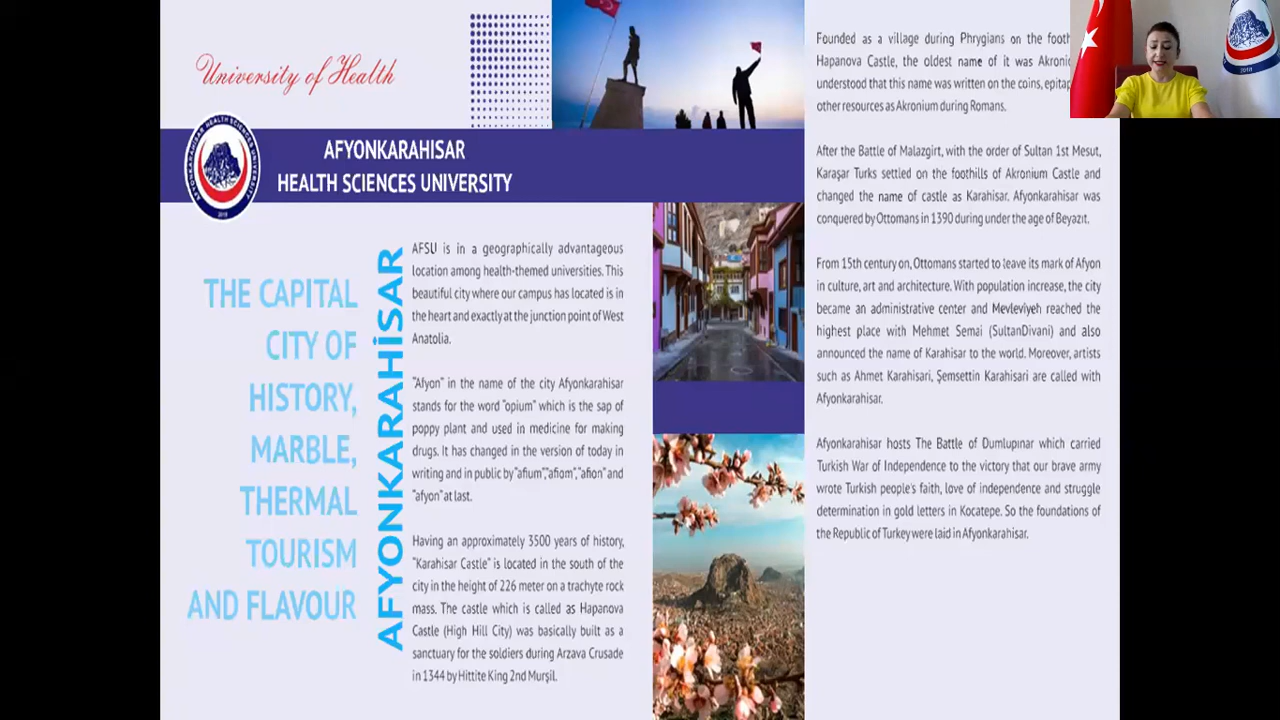 University of Health
AFYONKARAHISAR
HEALTH SCIENCES UNIVERSITY
AFYONKARAHISAR HEALTH SCIENCES UNIVERSITY
2018
THE CAPITAL
CITY OF
HISTORY,
MARBLE,
THERMAL
TOURISM
AND FLAVOUR
AFYONKARAHİSAR
AFSU is in a geographically advantageous
location among health-themed universities. This
beautiful city where our campus has located is in
the heart and exactly at the junction point of West
Anatolia.
"Afyon" in the name of the city Afyonkarahisar
stands for the word "opium" which is the sap of
poppy plant and used in medicine for making
drugs. It has changed in the version of today in
writing and in public by "afium","afiom","afion" and
"afyon" at last.
Having an approximately 3500 years of history,
"Karahisar Castle" is located in the south of the
city in the height of 226 meter on a trachyte rock
mass. The castle which is called as Hapanova
Castle (High Hill City) was basically built as a
sanctuary for the soldiers during Arzava Crusade
in 1344 by Hittite King 2nd Murşil.
Founded as a village during Phrygians on the footh
Hapanova Castle, the oldest name of it was Akroni
understood that this name was written on the coins, epitap
other resources as Akronium during Romans.
After the Battle of Malazgirt, with the order of Sultan 1st Mesut,
Karaşar Turks settled on the foothills of Akronium Castle and
changed the name of castle as Karahisar. Afyonkarahisar was
conquered by Ottomans in 1390 during under the age of Beyazıt.
From 15th century on, Ottomans started to leave its mark of Afyon
in culture, art and architecture. With population increase, the city
became an administrative center and Mevleviyeh reached the
highest place with Mehmet Semai (SultanDivani) and also
announced the name of Karahisar to the world. Moreover, artists
such as Ahmet Karahisari, Şemsettin Karahisari are called with
Afyonkarahisar.
Afyonkarahisar hosts The Battle of Dumlupınar which carried
Turkish War of Independence to the victory that our brave army
wrote Turkish people's faith, love of independence and struggle
determination in gold letters in Kocatepe. So the foundations of
the Republic of Turkey were laid in Afyonkarahisar.
2018